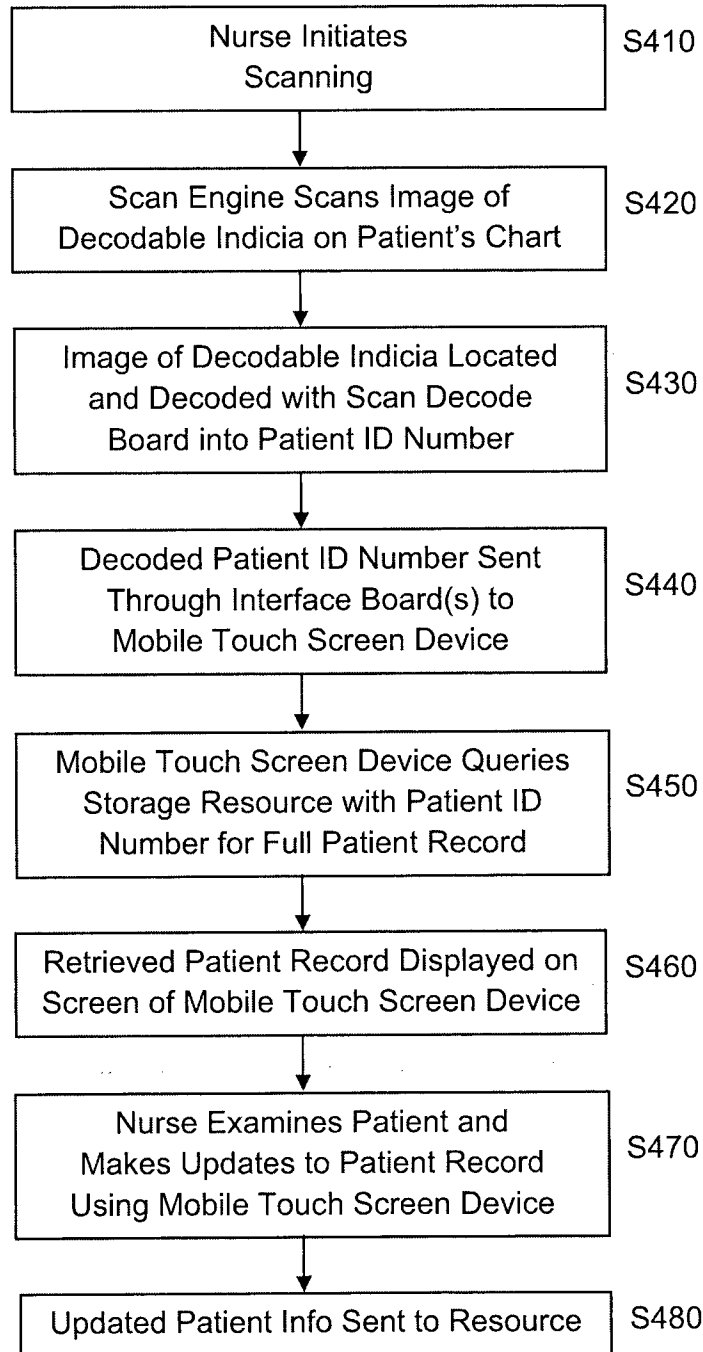 Nurse Initiates
Scanning
S410
Scan Engine Scans Image of
Decodable Indicia on Patient's Chart
S420
Image of Decodable Indicia Located
and Decoded with Scan Decode
Board into Patient ID Number
S430
Decoded Patient ID Number Sent
Through Interface Board(s) to
Mobile Touch Screen Device
S440
Mobile Touch Screen Device Queries
Storage Resource with Patient ID
Number for Full Patient Record
S450
Retrieved Patient Record Displayed on
Screen of Mobile Touch Screen Device
S460
Nurse Examines Patient and
Makes Updates to Patient Record
Using Mobile Touch Screen Device
S470
Updated Patient Info Sent to Resource
S480